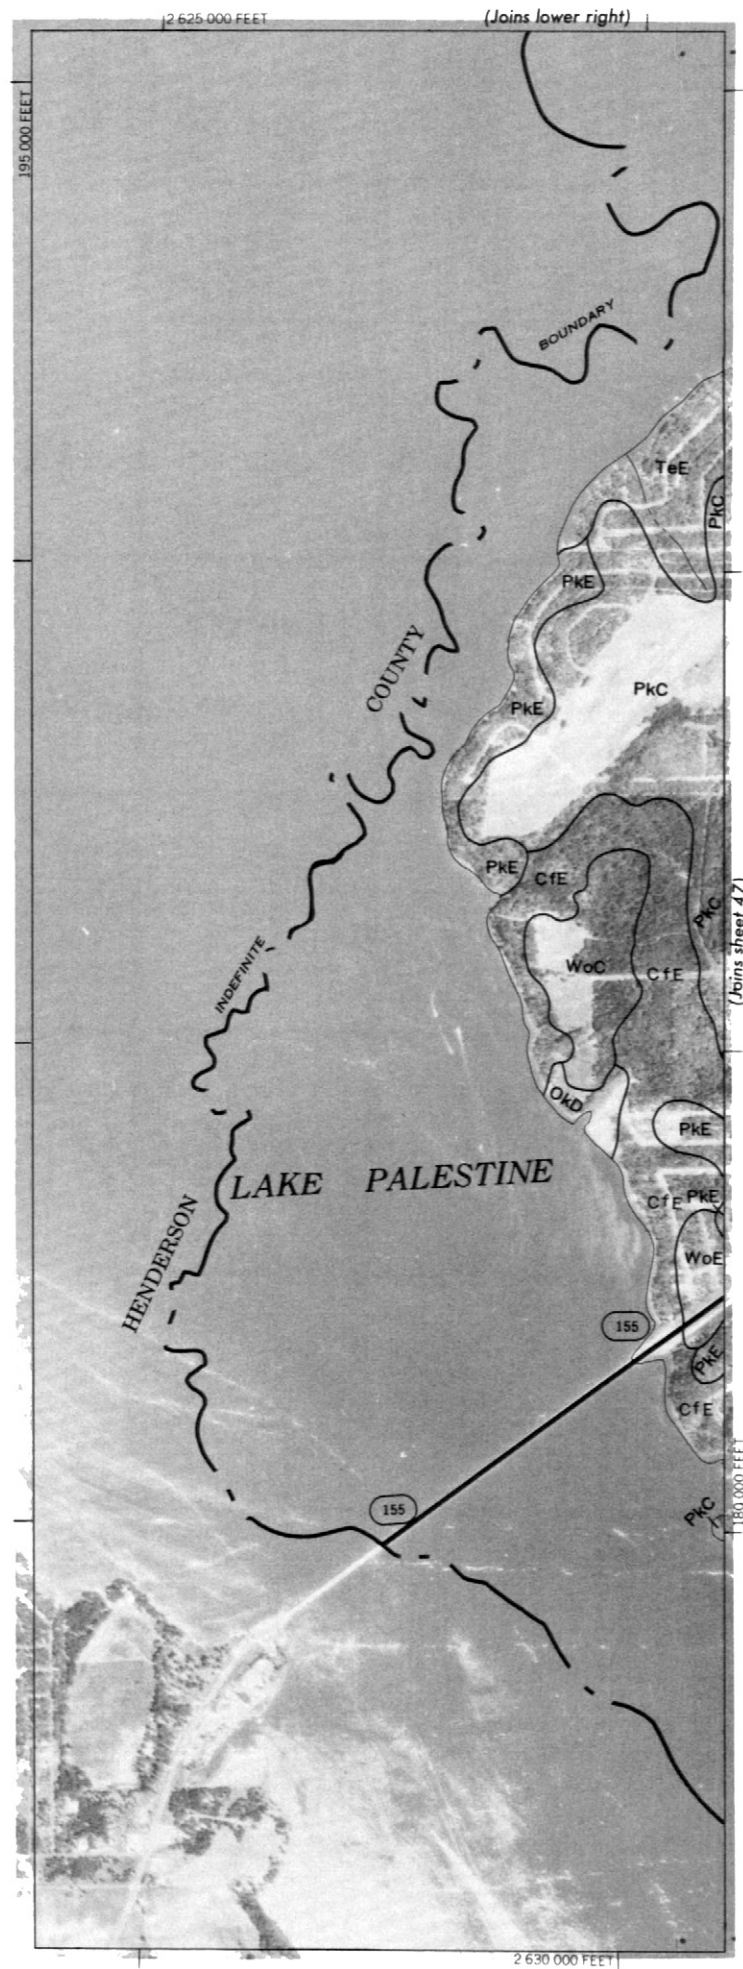 2 625 000 FEET
(Joins lower right)
195 000 FEET
BOUNDARY
TeE
PkC
PkE
COUNTY
PkC
PkE
PkE
CfE
PkC
(Joins sheet 47)
INDEFINITE
WoC
CfE
OkD
PkE
LAKE PALESTINE
CfE
PkE
HENDERSON
WoE
155
PkE
CfE
180 000 FEET
155
PkC
2 630 000 FEET